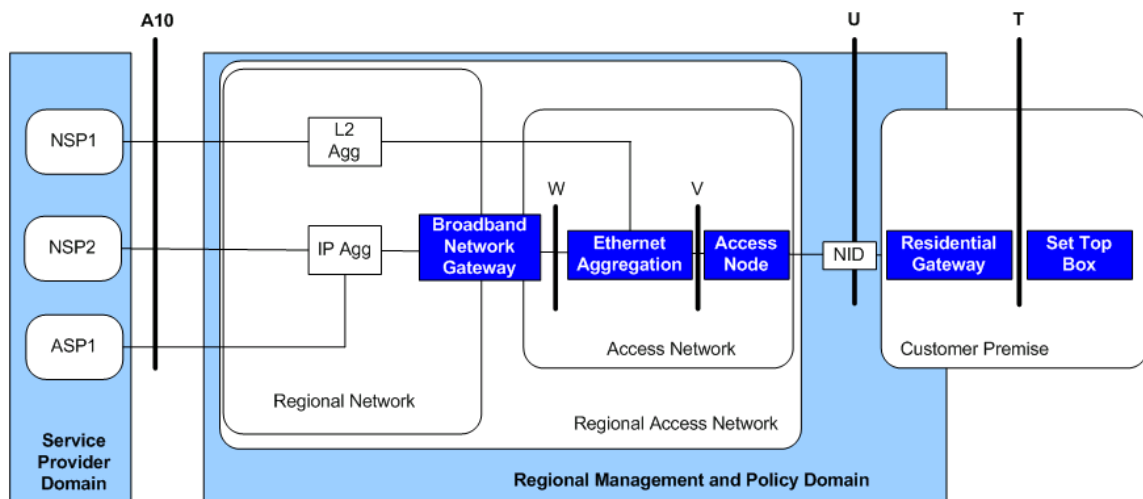 A10
U
T
NSP1
L2
Agg
W
V
NSP2
IP Agg
Broadband
Network
Gateway
Ethernet
Aggregation
Access
Node
NID
Residential
Gateway
Set Top
Box
ASP1
Access Network
Customer Premise
Regional Network
Regional Access Network
Service
Provider
Domain
Regional Management and Policy Domain